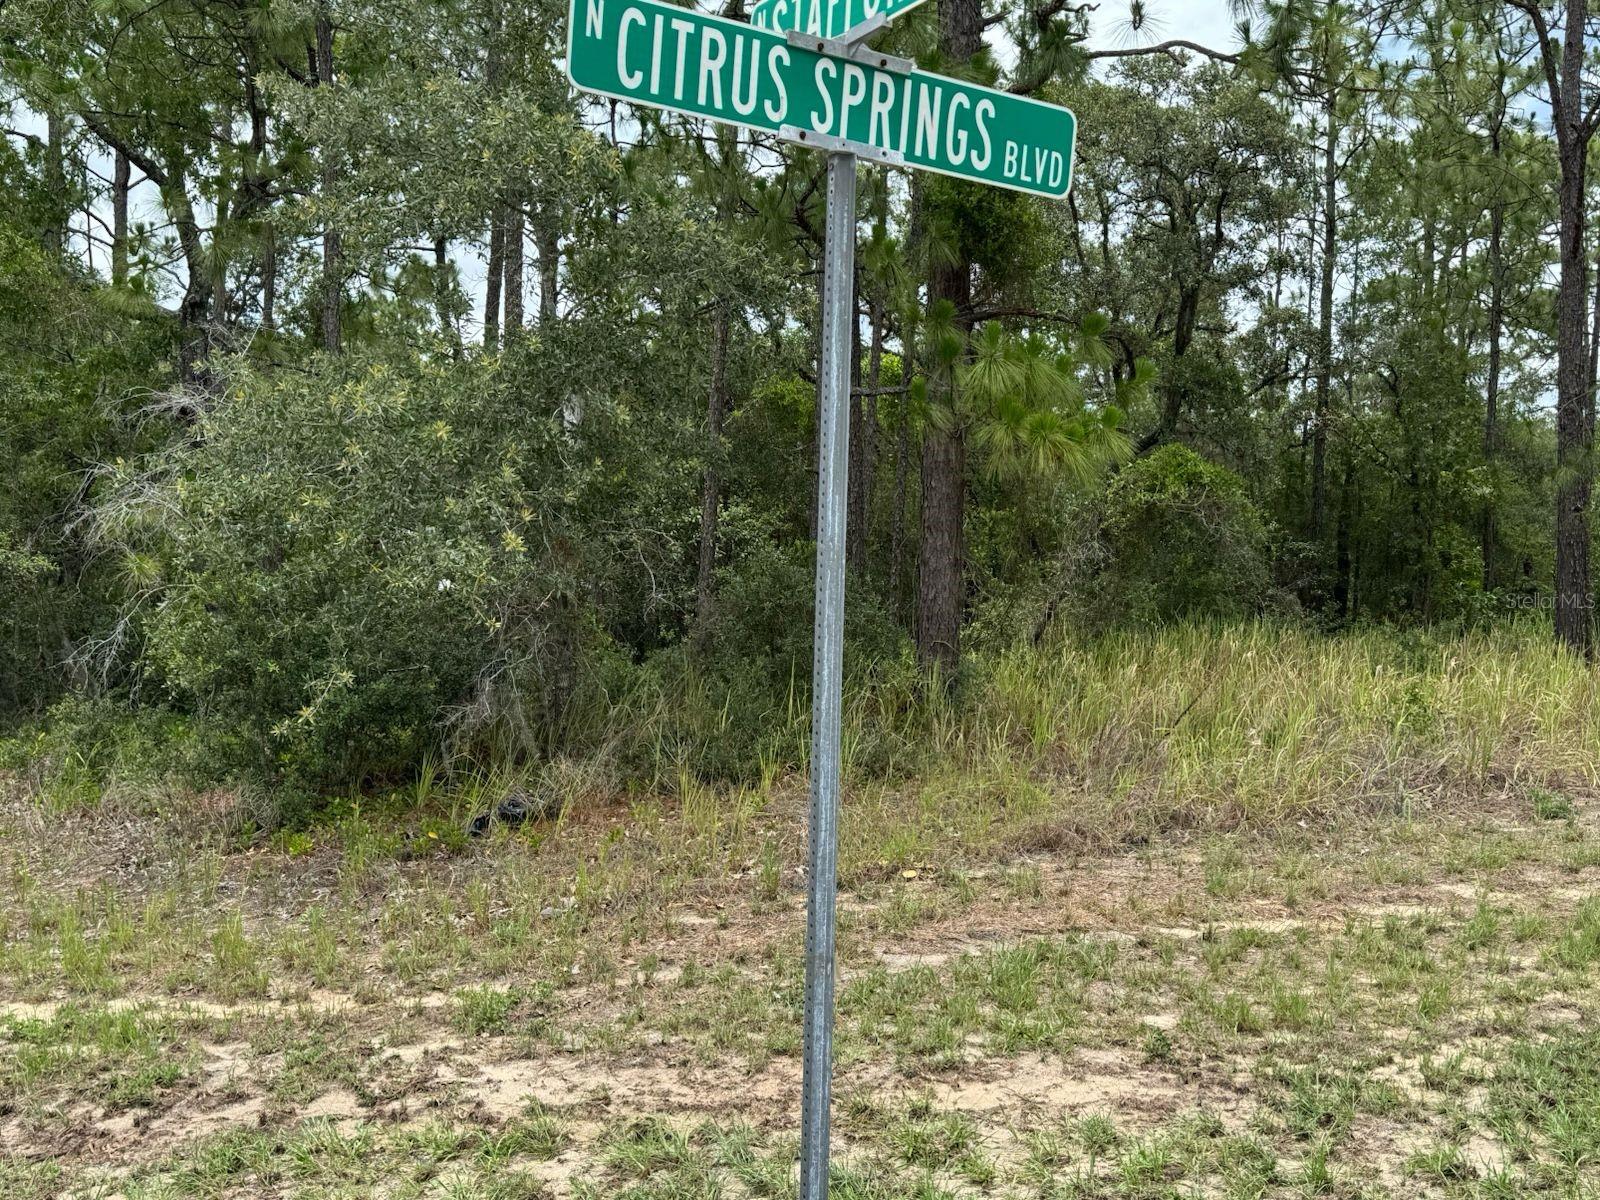 N
N CITRUS SPRINGS BLVD
Stellar MLS